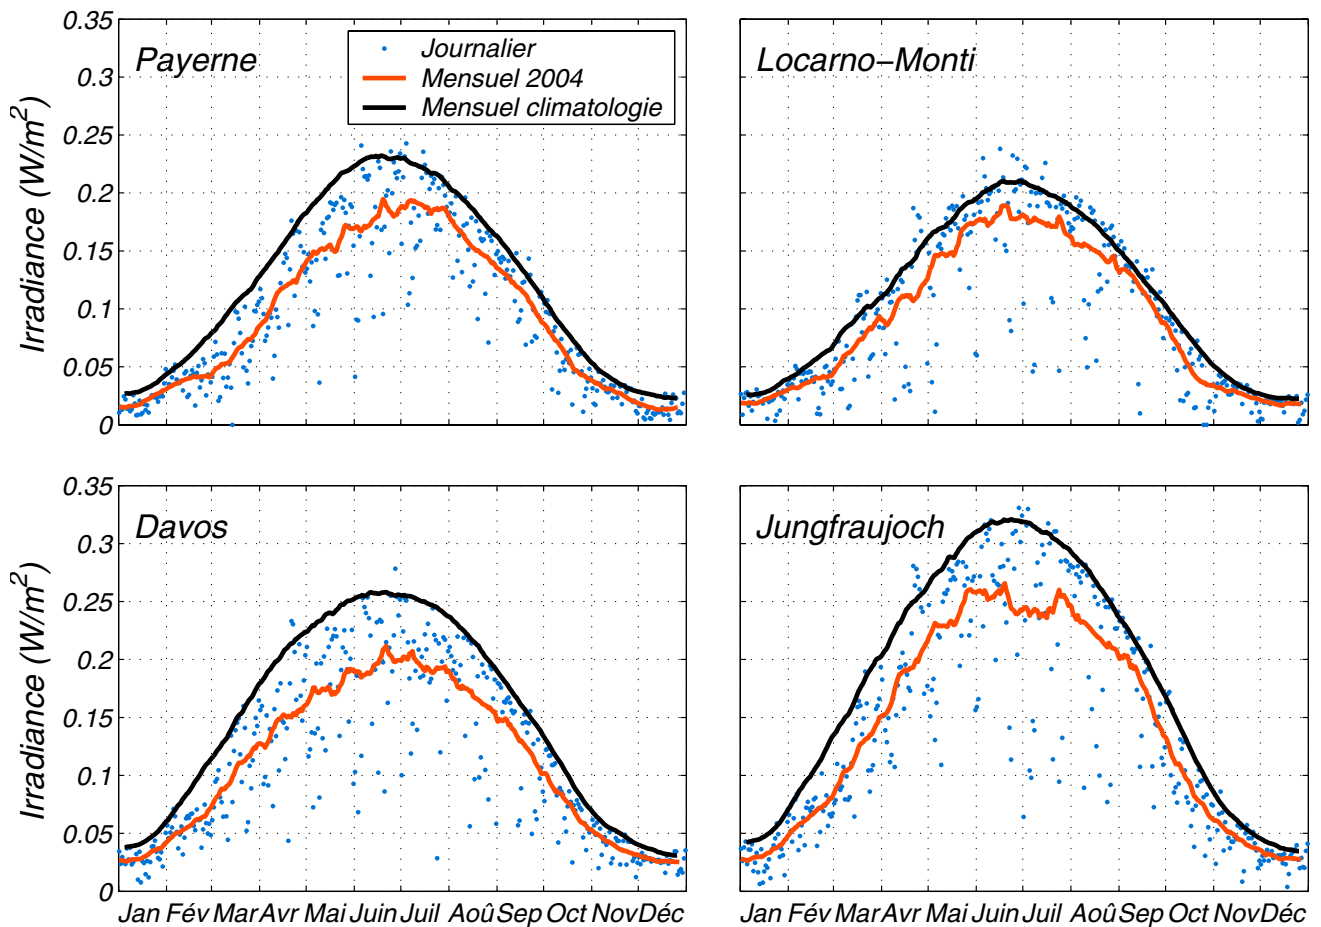 Payerne
Journalier
Mensuel 2004
Mensuel climatologie
Irradiance (W/m²)
0.35
0.3
0.25
0.2
0.15
0.1
0.05
0
Locarno−Monti
Davos
Irradiance (W/m²)
0.35
0.3
0.25
0.2
0.15
0.1
0.05
0
Jan Fév Mar Avr Mai Juin Juil Aoû Sep Oct Nov Déc
Jungfraujoch
Jan Fév Mar Avr Mai Juin Juil Aoû Sep Oct Nov Déc